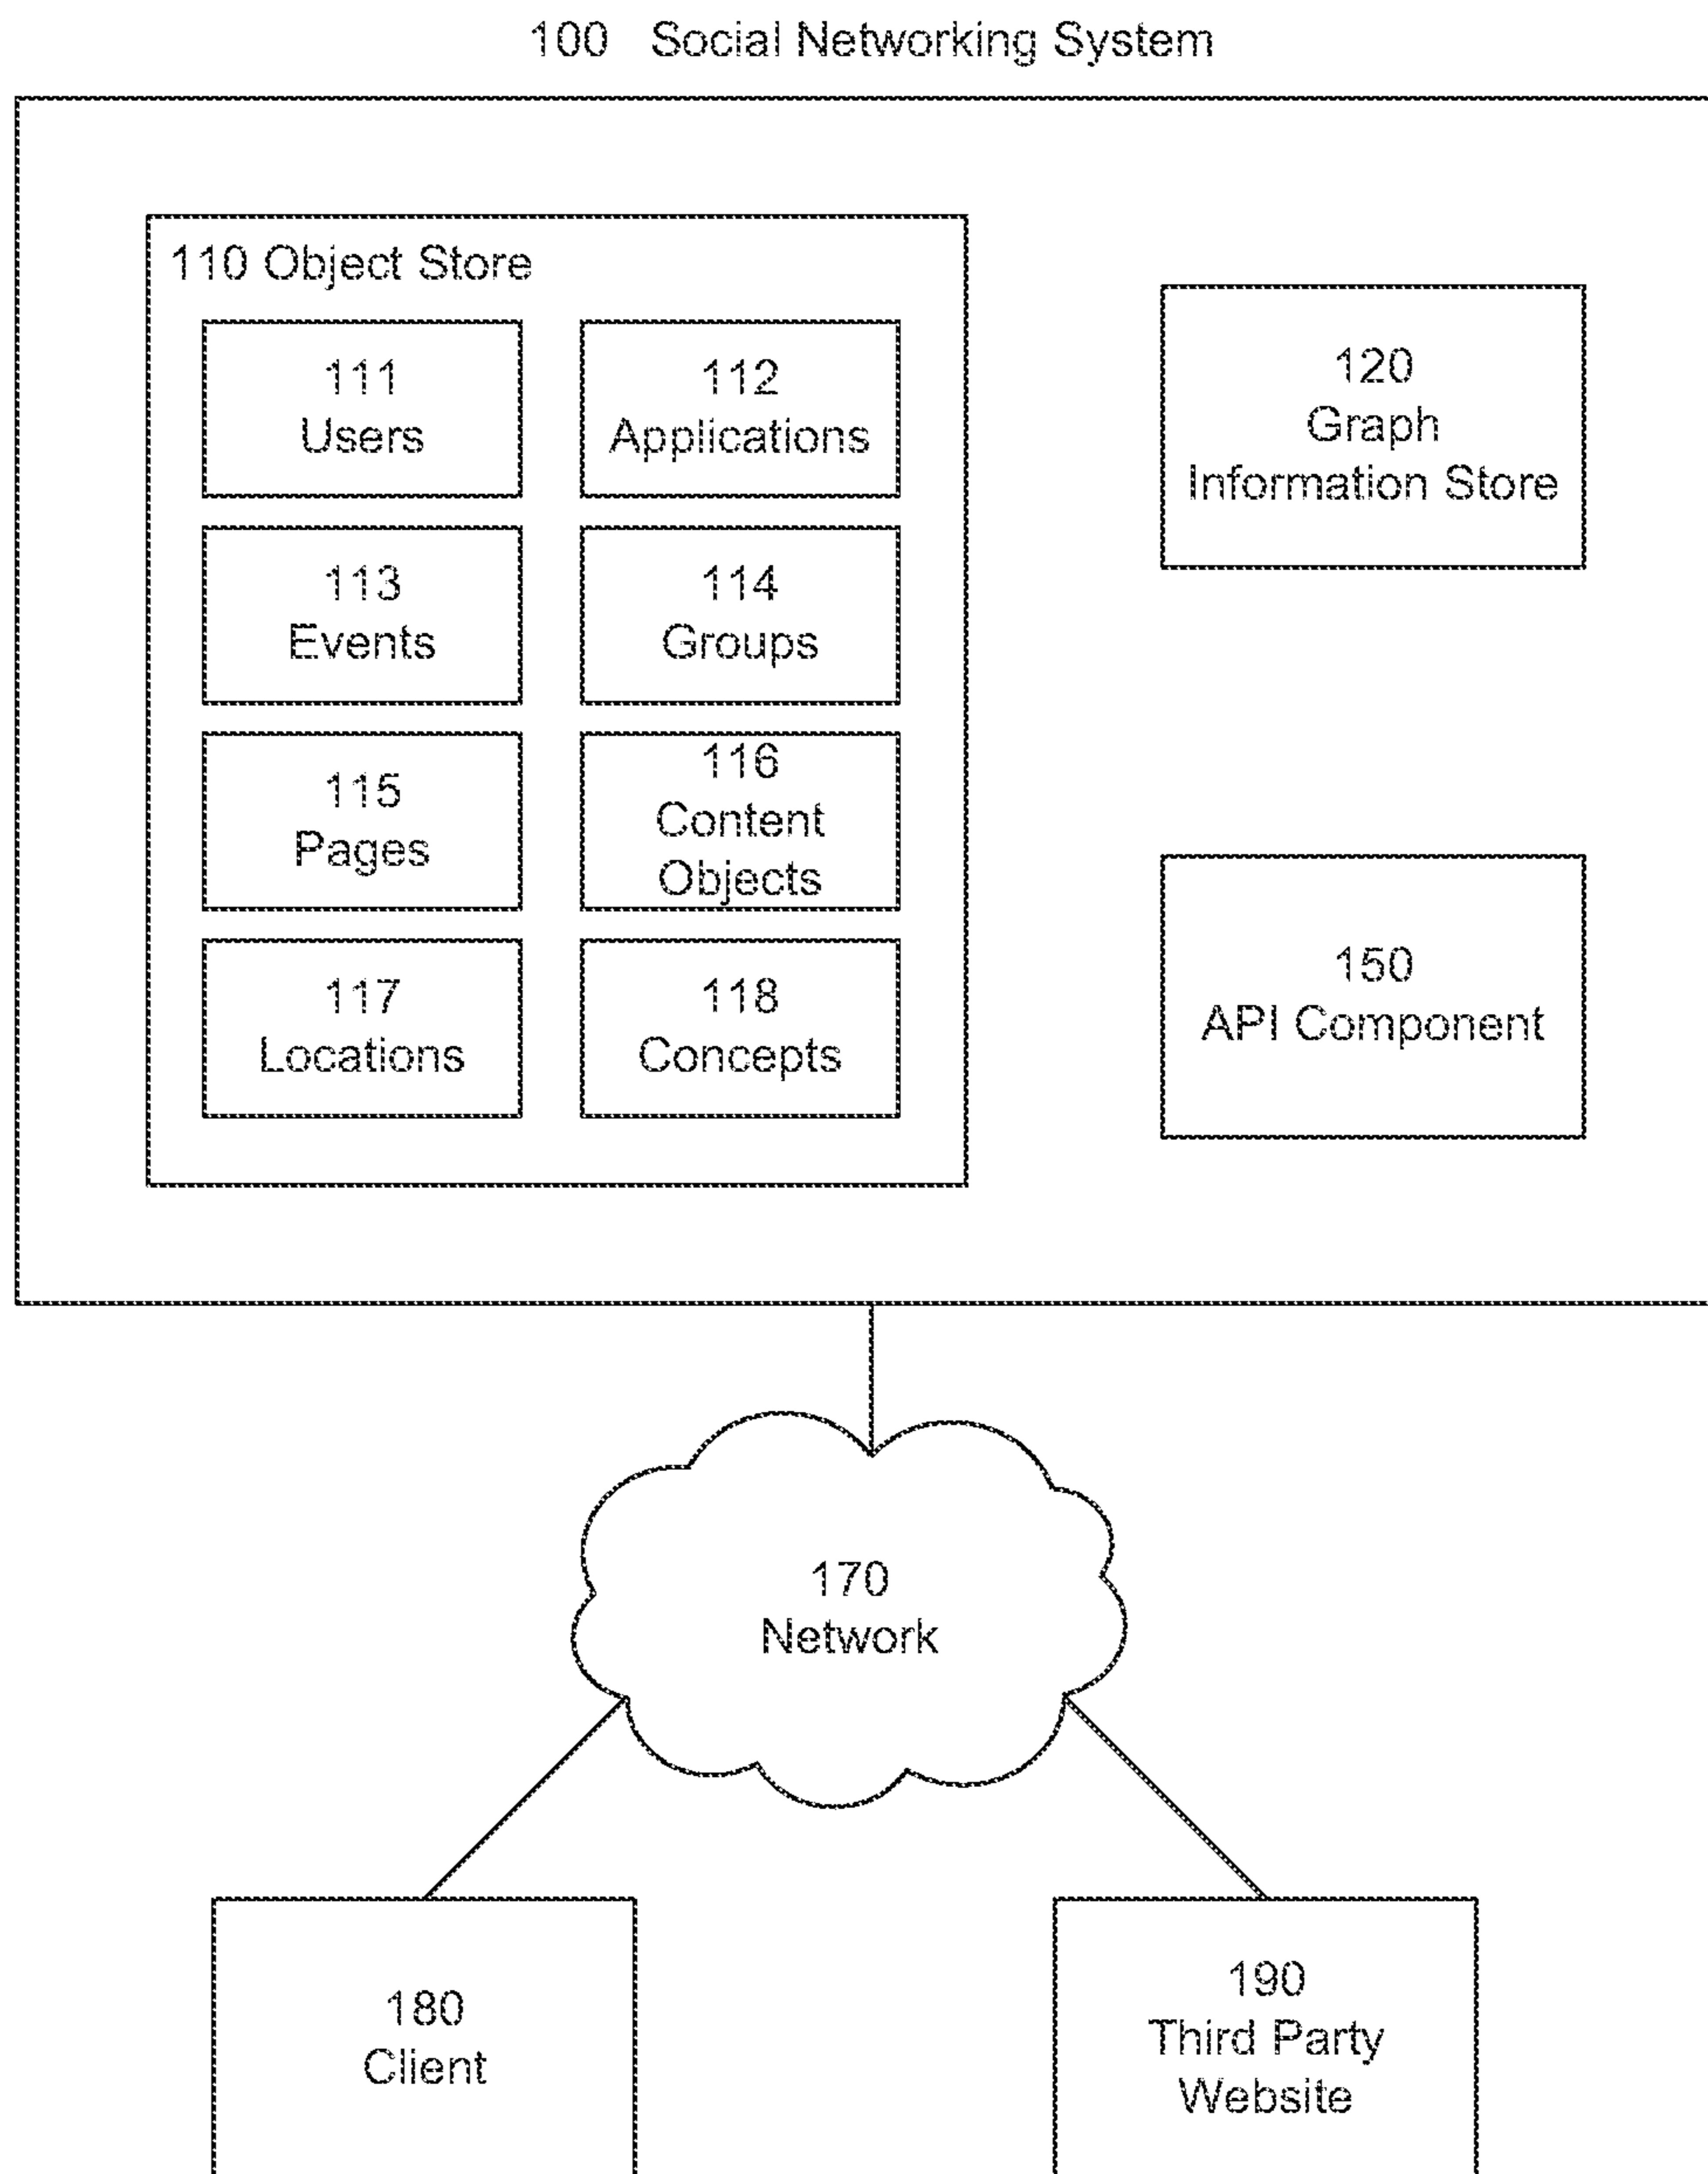 100 Social Networking System
110 Object Store
111
Users
112
Applications
120
Graph
Information Store
113
Events
114
Groups
115
Pages
116
Content
Objects
150
API Component
117
Locations
118
Concepts
170
Network
180
Client
190
Third Party
Website